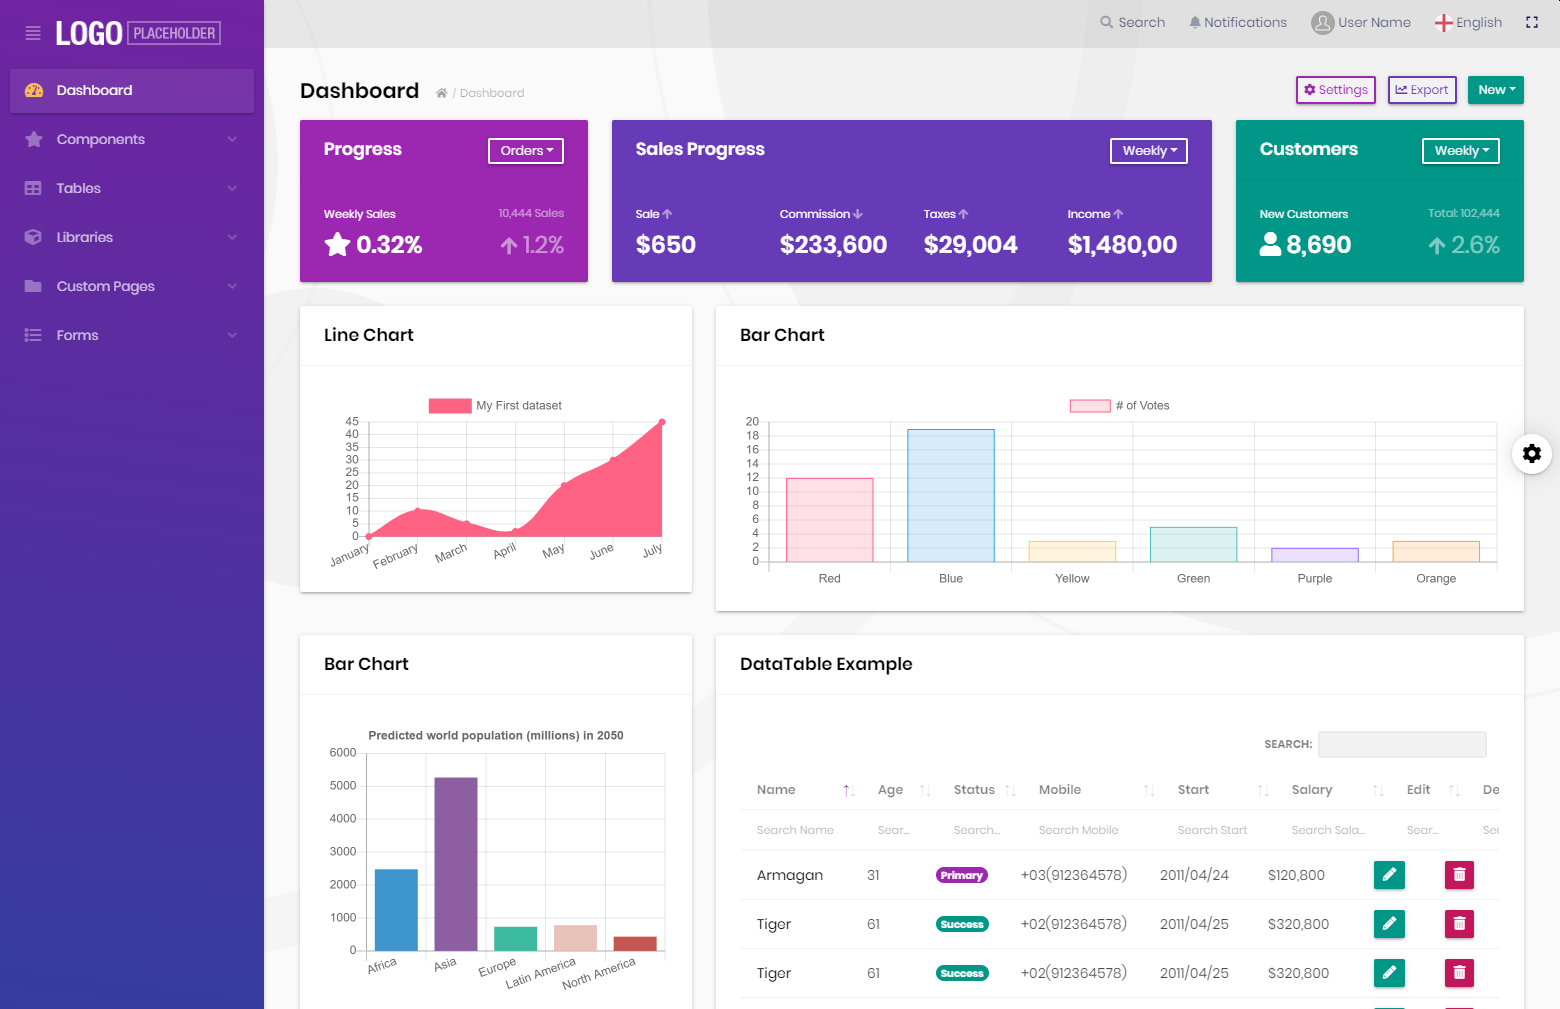 LOGO PLACEHOLDER
Search
Notifications
User Name
English
Dashboard
Components
Tables
Libraries
Custom Pages
Forms
Dashboard
/ Dashboard
Settings
Export
New
Progress
Orders
Weekly Sales
10,444 Sales
0.32%
1.2%
Sales Progress
Weekly
Sale
Commission
Taxes
Income
$650
$233,600
$29,004
$1,480,00
Customers
Weekly
New Customers
Total: 102,444
8,690
2.6%
Line Chart
My First dataset
45
40
35
30
25
20
15
10
5
0
January
February
March
April
May
June
July
Bar Chart
# of Votes
20
18
16
14
12
10
8
6
4
2
0
Red
Blue
Yellow
Green
Purple
Orange
Bar Chart
Predicted world population (millions) in 2050
6000
5000
4000
3000
2000
1000
0
Africa
Asia
Europe
Latin America
North America
DataTable Example
SEARCH:
Name Age Status Mobile Start Salary Edit De
Search Name Sear... Search... Search Mobile Search Start Search Sala... Sear... Se
Armagan 31 Primary +03(912364578) 2011/04/24 $120,800
Tiger 61 Success +02(912364578) 2011/04/25 $320,800
Tiger 61 Success +02(912364578) 2011/04/25 $320,800